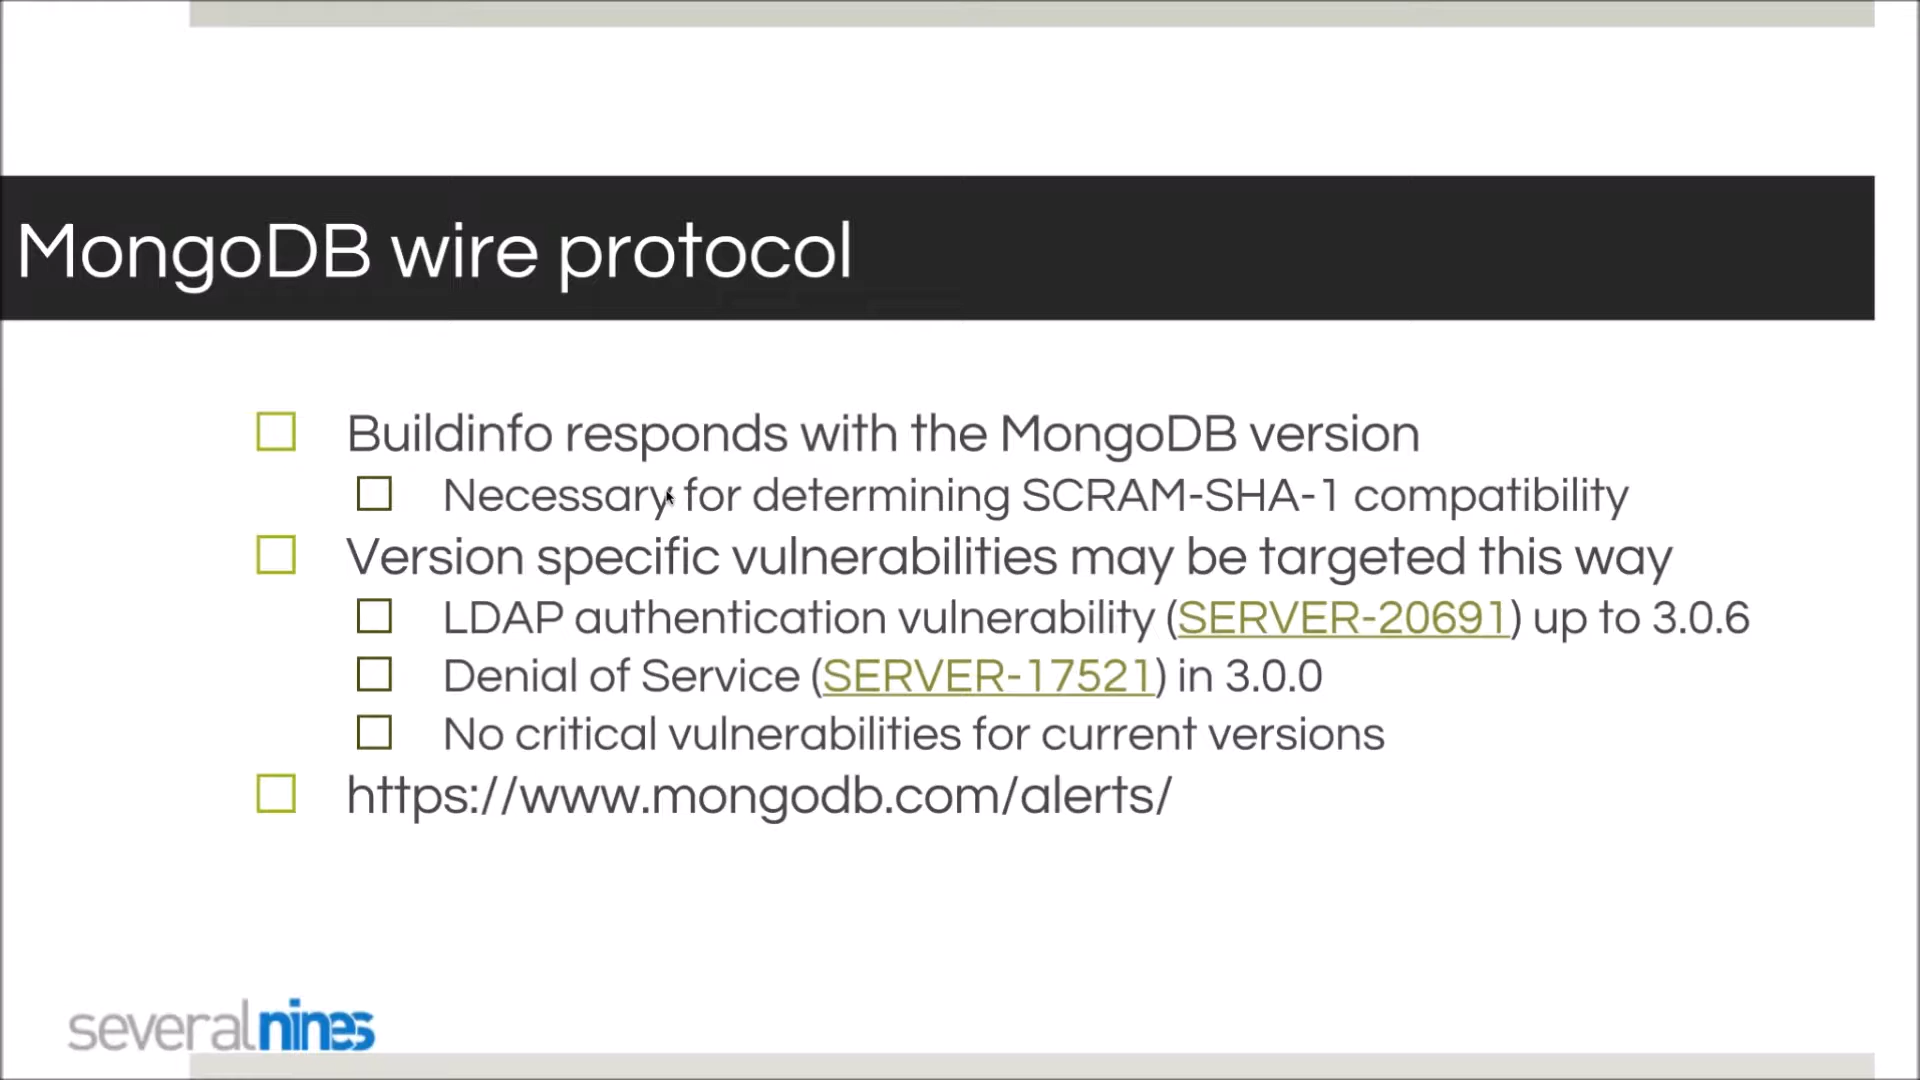 MongoDB wire protocol
Buildinfo responds with the MongoDB version
Necessary for determining SCRAM-SHA-1 compatibility
Version specific vulnerabilities may be targeted this way
LDAP authentication vulnerability (SERVER-20691) up to 3.0.6
Denial of Service (SERVER-17521) in 3.0.0
No critical vulnerabilities for current versions
https://www.mongodb.com/alerts/
severalnines